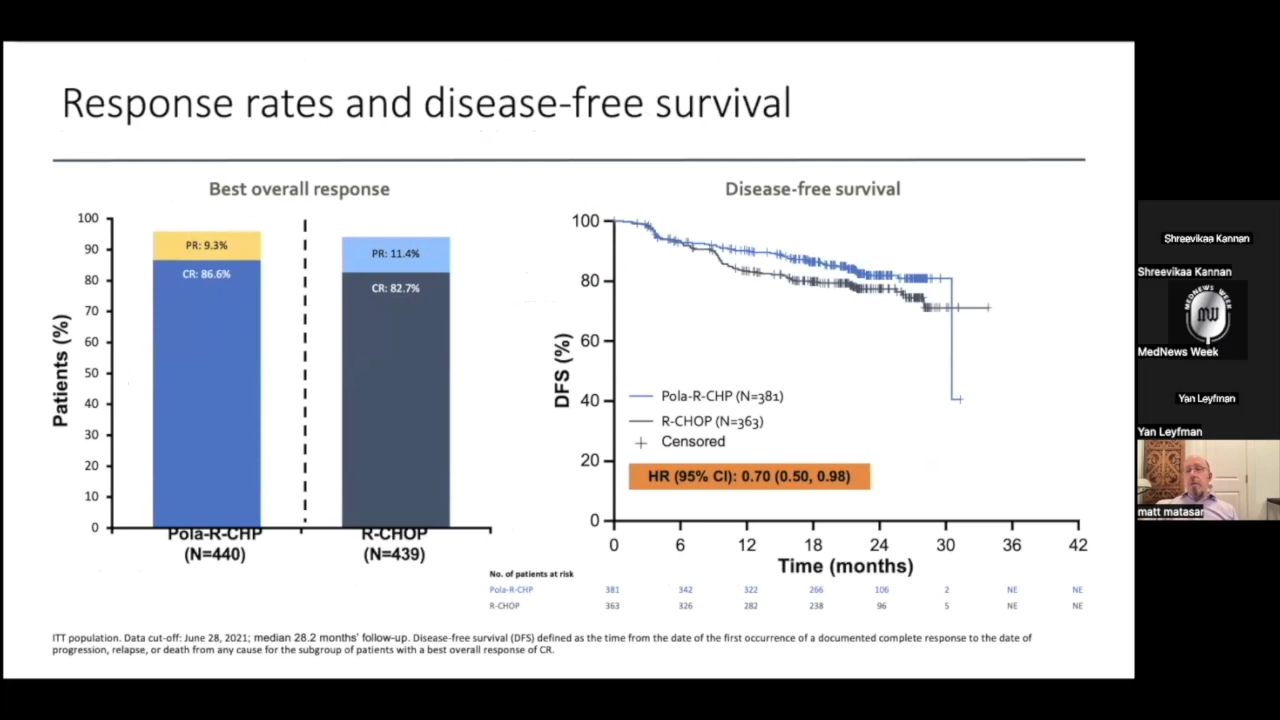 Response rates and disease-free survival
Best overall response
100
90
80
70
60
50
40
30
20
10
0
Patients (%)
PR: 9.3%
CR: 86.6%
PR: 11.4%
CR: 82.7%
Pola-R-CHP
(N=440)
R-CHOP
(N=439)
Disease-free survival
100
80
60
40
20
0
DFS (%)
Pola-R-CHP (N=381)
R-CHOP (N=363)
Censored
HR (95% CI): 0.70 (0.50, 0.98)
0 6 12 18 24 30 36 42
Time (months)
No. of patients at risk
Pola-R-CHP 381 342 322 266 106 2 NE NE
R-CHOP 363 326 282 238 96 5 NE NE
ITT population. Data cut-off: June 28, 2021; median 28.2 months' follow-up. Disease-free survival (DFS) defined as the time from the date of the first occurrence of a documented complete response to the date of
progression, relapse, or death from any cause for the subgroup of patients with a best overall response of CR.
Shreevikaa Kannan
Shreevikaa Kannan
MEDNEWS WEEK
MW
MedNews Week
Yan Leyfman
Yan Leyfman
matt matasar